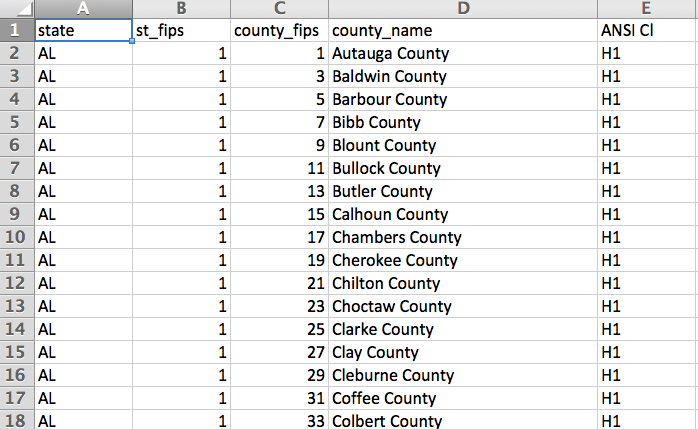 A B C D E
1 state st_fips county_fips county_name ANSI Cl
2 AL 1 1 Autauga County H1
3 AL 1 3 Baldwin County H1
4 AL 1 5 Barbour County H1
5 AL 1 7 Bibb County H1
6 AL 1 9 Blount County H1
7 AL 1 11 Bullock County H1
8 AL 1 13 Butler County H1
9 AL 1 15 Calhoun County H1
10 AL 1 17 Chambers County H1
11 AL 1 19 Cherokee County H1
12 AL 1 21 Chilton County H1
13 AL 1 23 Choctaw County H1
14 AL 1 25 Clarke County H1
15 AL 1 27 Clay County H1
16 AL 1 29 Cleburne County H1
17 AL 1 31 Coffee County H1
18 AL 1 33 Colbert County H1